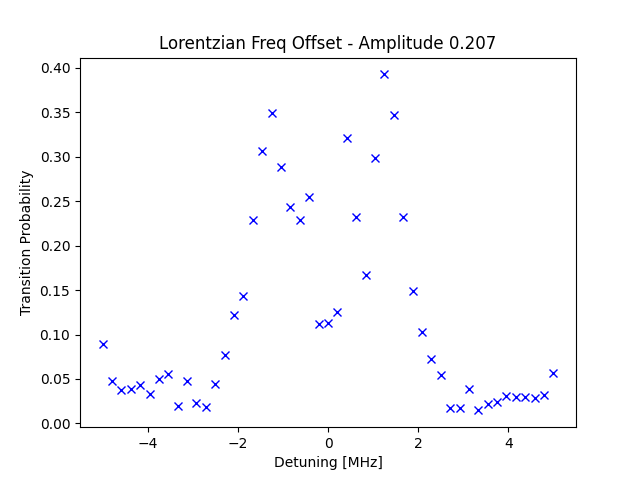 Lorentzian Freq Offset - Amplitude 0.207
0.40
0.35
0.30
0.25
0.20
0.15
0.10
0.05
0.00
Transition Probability
−4 −2 0 2 4
Detuning [MHz]